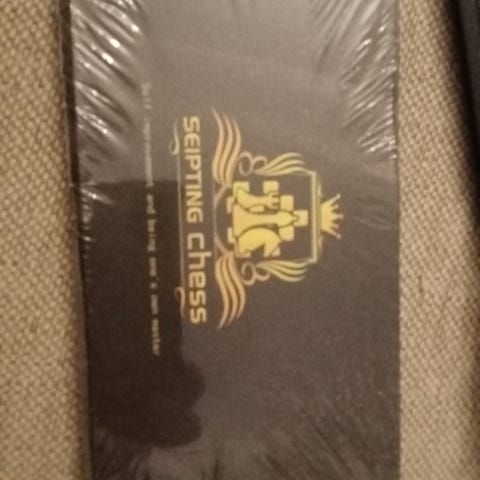 SEIPTING chess
Self improvement and being one's own master